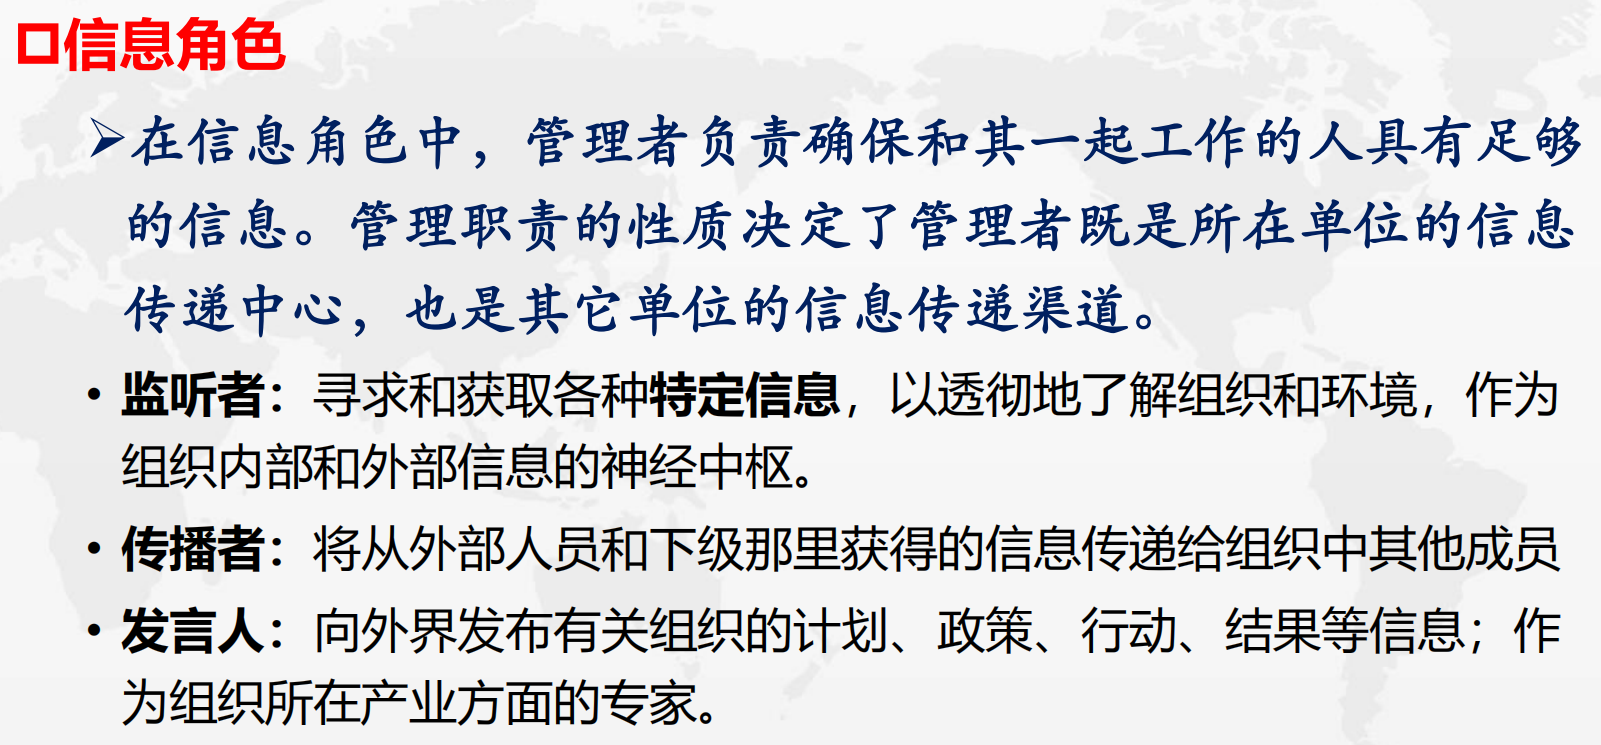 信息角色
在信息角色中，管理者负责确保和其一起工作的人具有足够
的信息。管理职责的性质决定了管理者既是所在单位的信息
传递中心，也是其它单位的信息传递渠道。
• 监听者：寻求和获取各种特定信息，以透彻地了解组织和环境，作为
组织内部和外部信息的神经中枢。
• 传播者：将从外部人员和下级那里获得的信息传递给组织中其他成员
• 发言人：向外界发布有关组织的计划、政策、行动、结果等信息；作
为组织所在产业方面的专家。